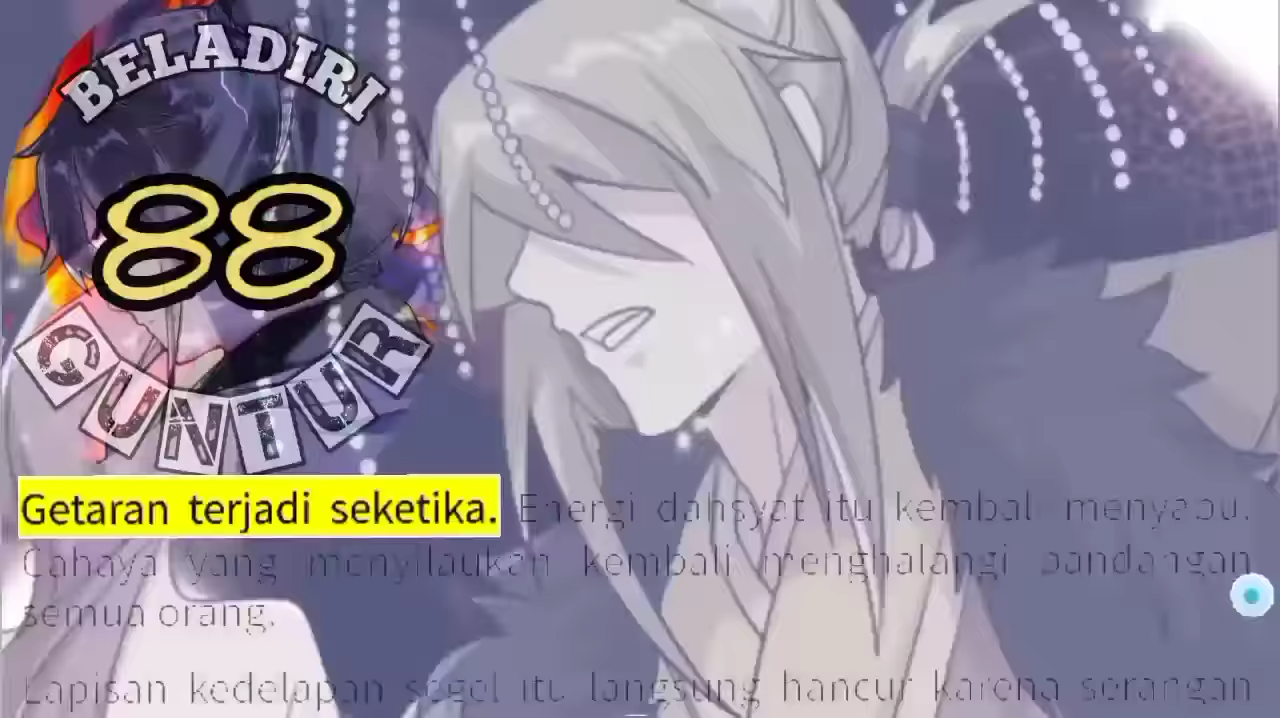 BELADIRI
88
GUNTUR
Getaran terjadi seketika. Energi dahsyat itu kembali menyapu.
Cahaya yang menyilaukan kembali menghalangi pandangan
semua orang.
Lapisan kedelapan segel itu langsung hancur karena serangan